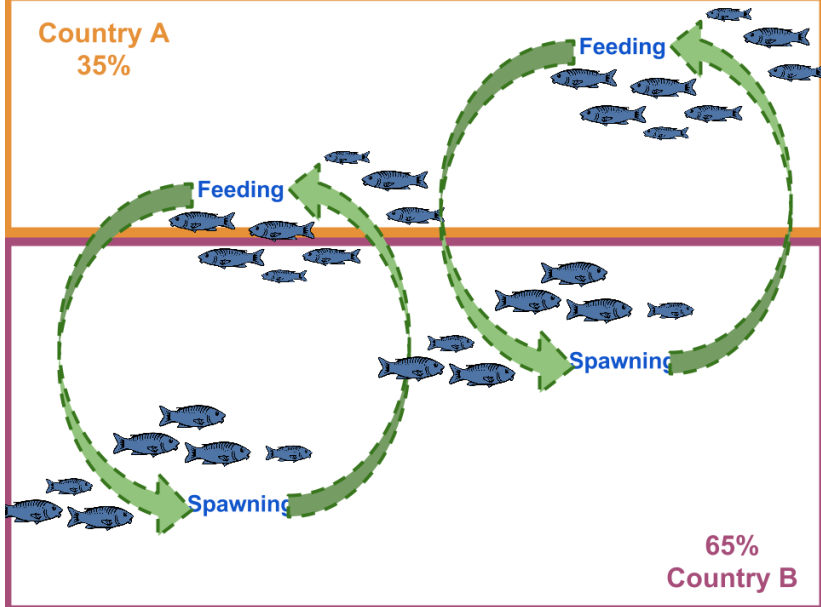 Country A
35%
Feeding
Feeding
Spawning
Spawning
65%
Country B